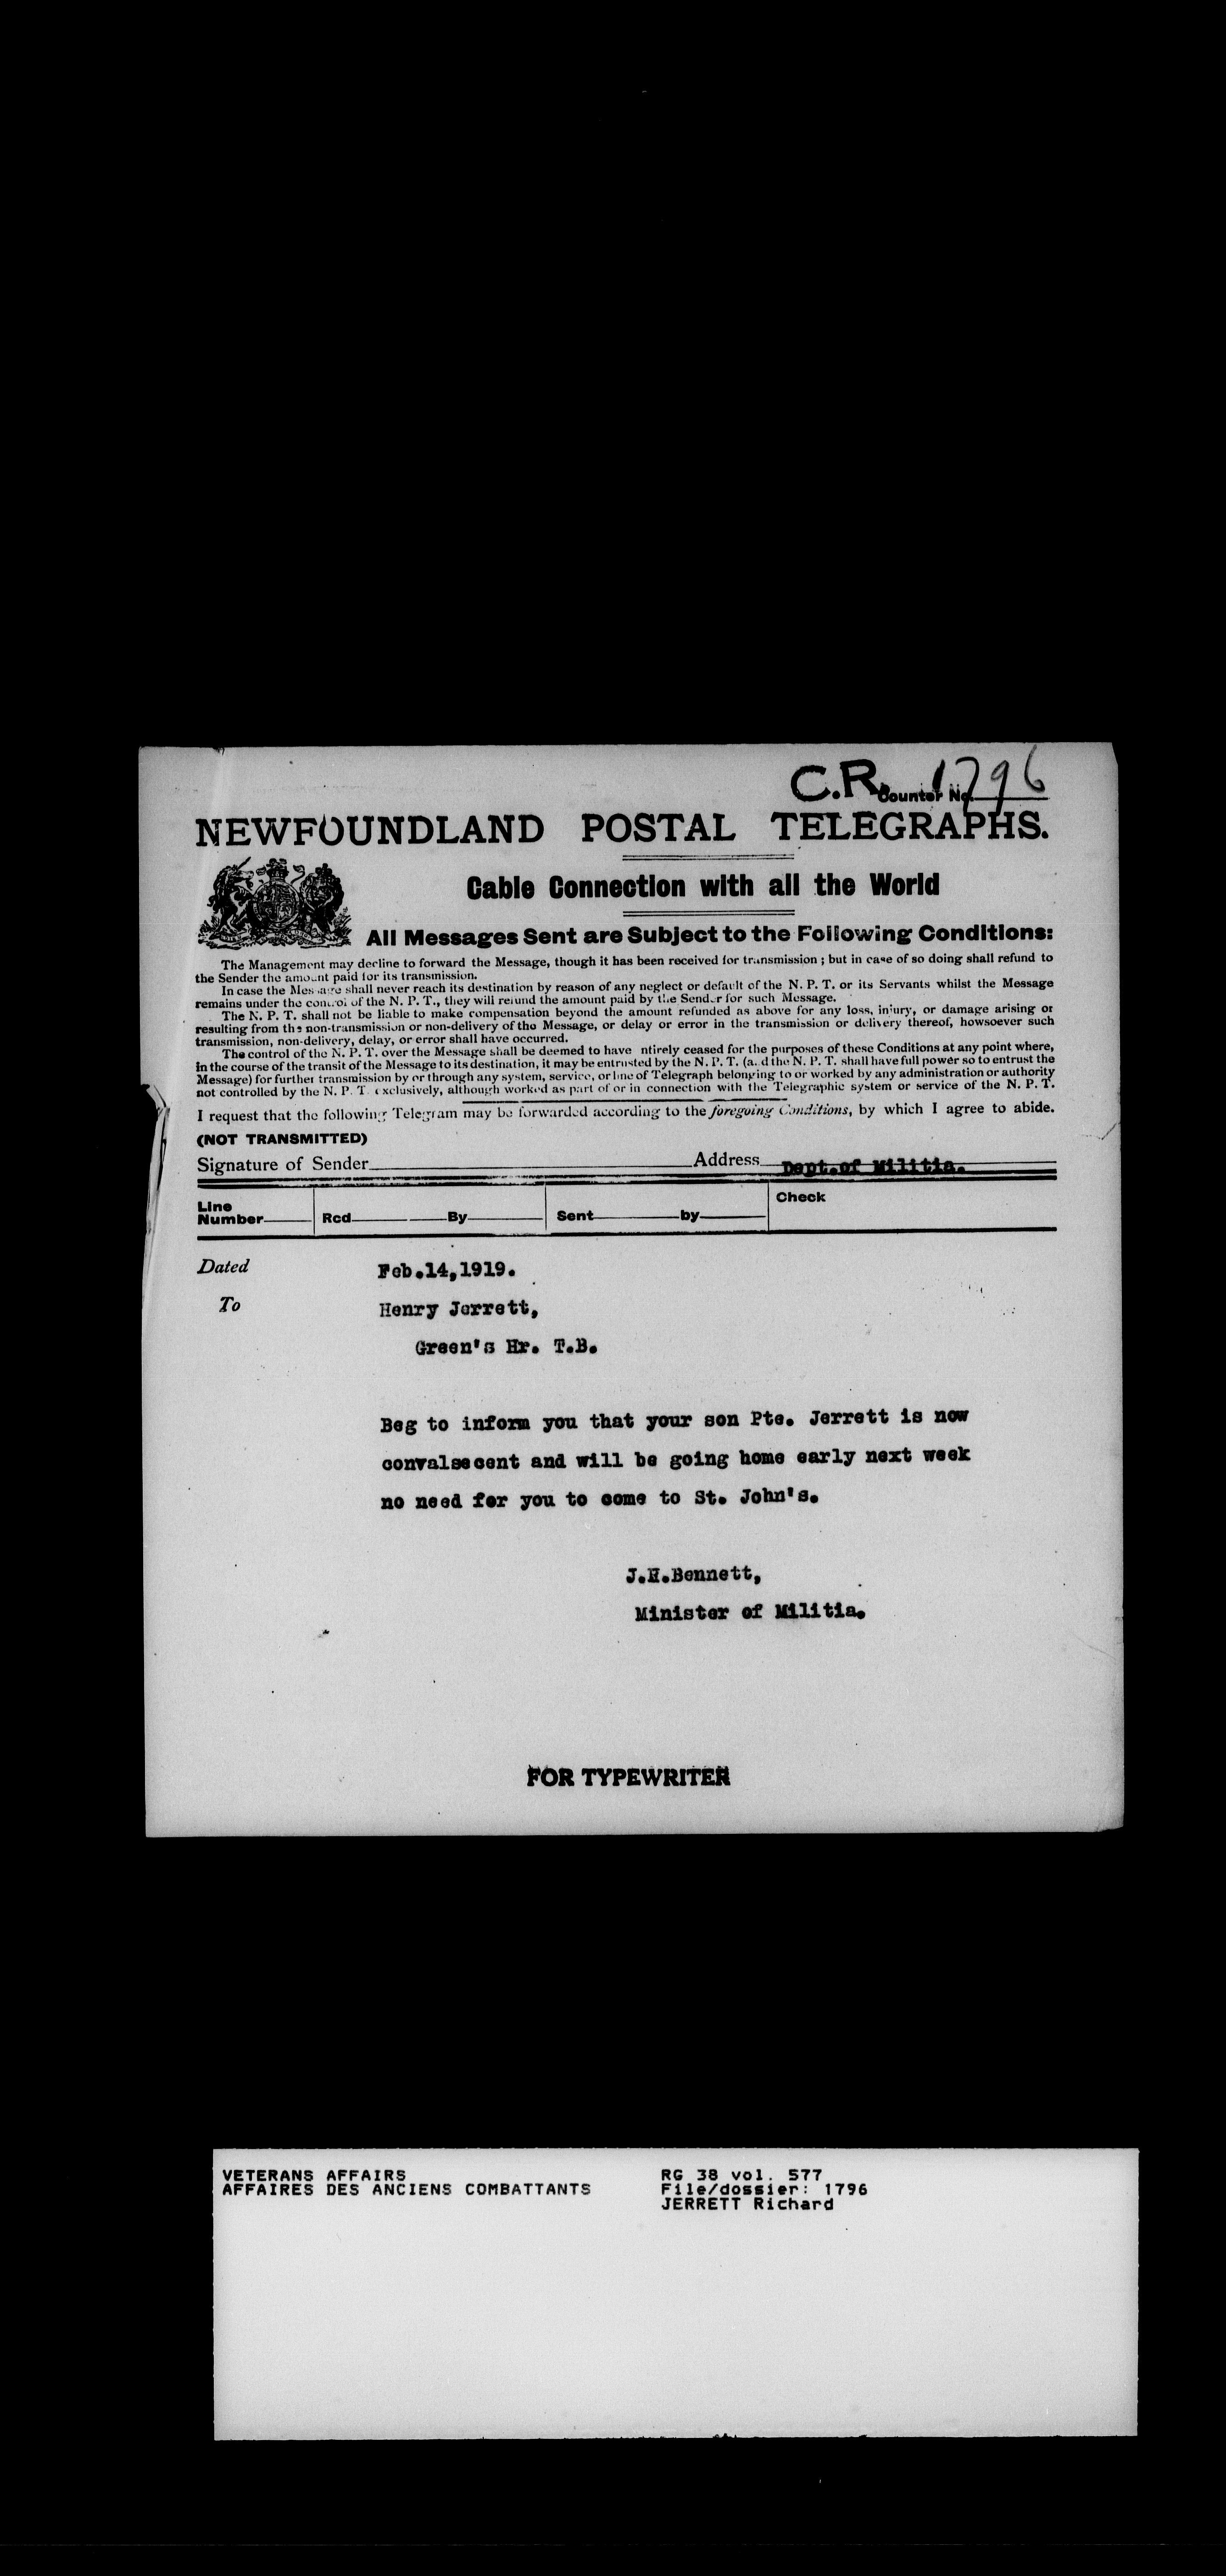 C.R. Counter No. 1796
NEWFOUNDLAND POSTAL TELEGRAPHS.
Cable Connection with all the World
All Messages Sent are Subject to the Following Conditions:
The Management may decline to forward the Message, though it has been received for transmission ; but in case of so doing shall refund to
the Sender the amount paid for its transmission.
In case the Message shall never reach its destination by reason of any neglect or default of the N. P. T. or its Servants whilst the Message
remains under the control of the N. P. T., they will refund the amount paid by the Sender for such Message.
The N. P. T. shall not be liable to make compensation beyond the amount refunded as above for any loss, injury, or damage arising or
resulting from the non-transmission or non-delivery of the Message, or delay or error in the transmission or delivery thereof, howsoever such
transmission, non-delivery, delay, or error shall have occurred.
The control of the N. P. T. over the Message shall be deemed to have ntirely ceased for the purposes of these Conditions at any point where,
in the course of the transit of the Message to its destination, it may be entrusted by the N. P. T. (a.d the N. P. T. shall have full power so to entrust the
Message) for further transmission by or through any system, service, or line of Telegraph belonging to or worked by any administration or authority
not controlled by the N. P. T. exclusively, although worked as part of or in connection with the Telegraphic system or service of the N. P. T.
I request that the following Telegram may be forwarded according to the foregoing Conditions, by which I agree to abide.
(NOT TRANSMITTED)
Signature of Sender Address Dept.of Militia.
Line Check
Number Rcd By Sent by
Dated Feb.14,1919.
To Henry Jerrett,
Green's Hr. T.B.
Beg to inform you that your son Pte. Jerrett is now
convalsecent and will be going home early next week
no need for you to come to St. John's.
J.H.Bennett,
Minister of Militia.
FOR TYPEWRITER
VETERANS AFFAIRS RG 38 vol. 577
AFFAIRES DES ANCIENS COMBATTANTS File/dossier: 1796
JERRETT Richard